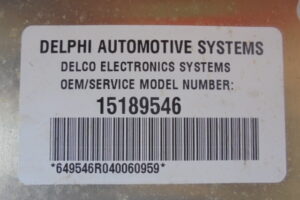 DELPHI AUTOMOTIVE SYSTEMS
DELCO ELECTRONICS SYSTEMS
OEM/SERVICE MODEL NUMBER:
15189546
*649546R040060959*